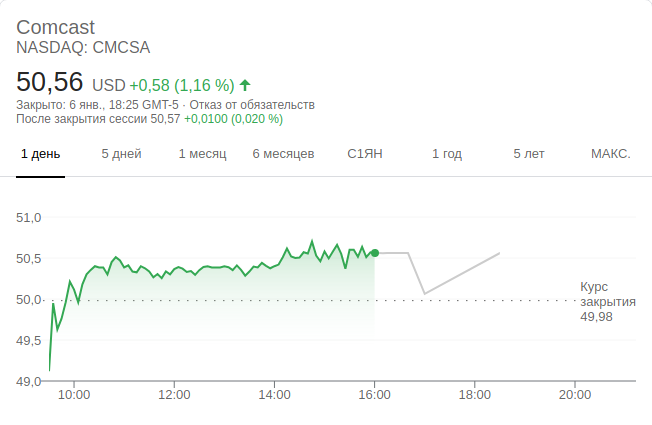 Comcast
NASDAQ: CMCSA
50,56 USD +0,58 (1,16 %)
Закрыто: 6 янв., 18:25 GMT-5 · Отказ от обязательств
После закрытия сессии 50,57 +0,0100 (0,020 %)
1 день 5 дней 1 месяц 6 месяцев С1ЯН 1 год 5 лет МАКС.
51,0
50,5
50,0
49,5
49,0
Курс
закрытия
49,98
10:00 12:00 14:00 16:00 18:00 20:00